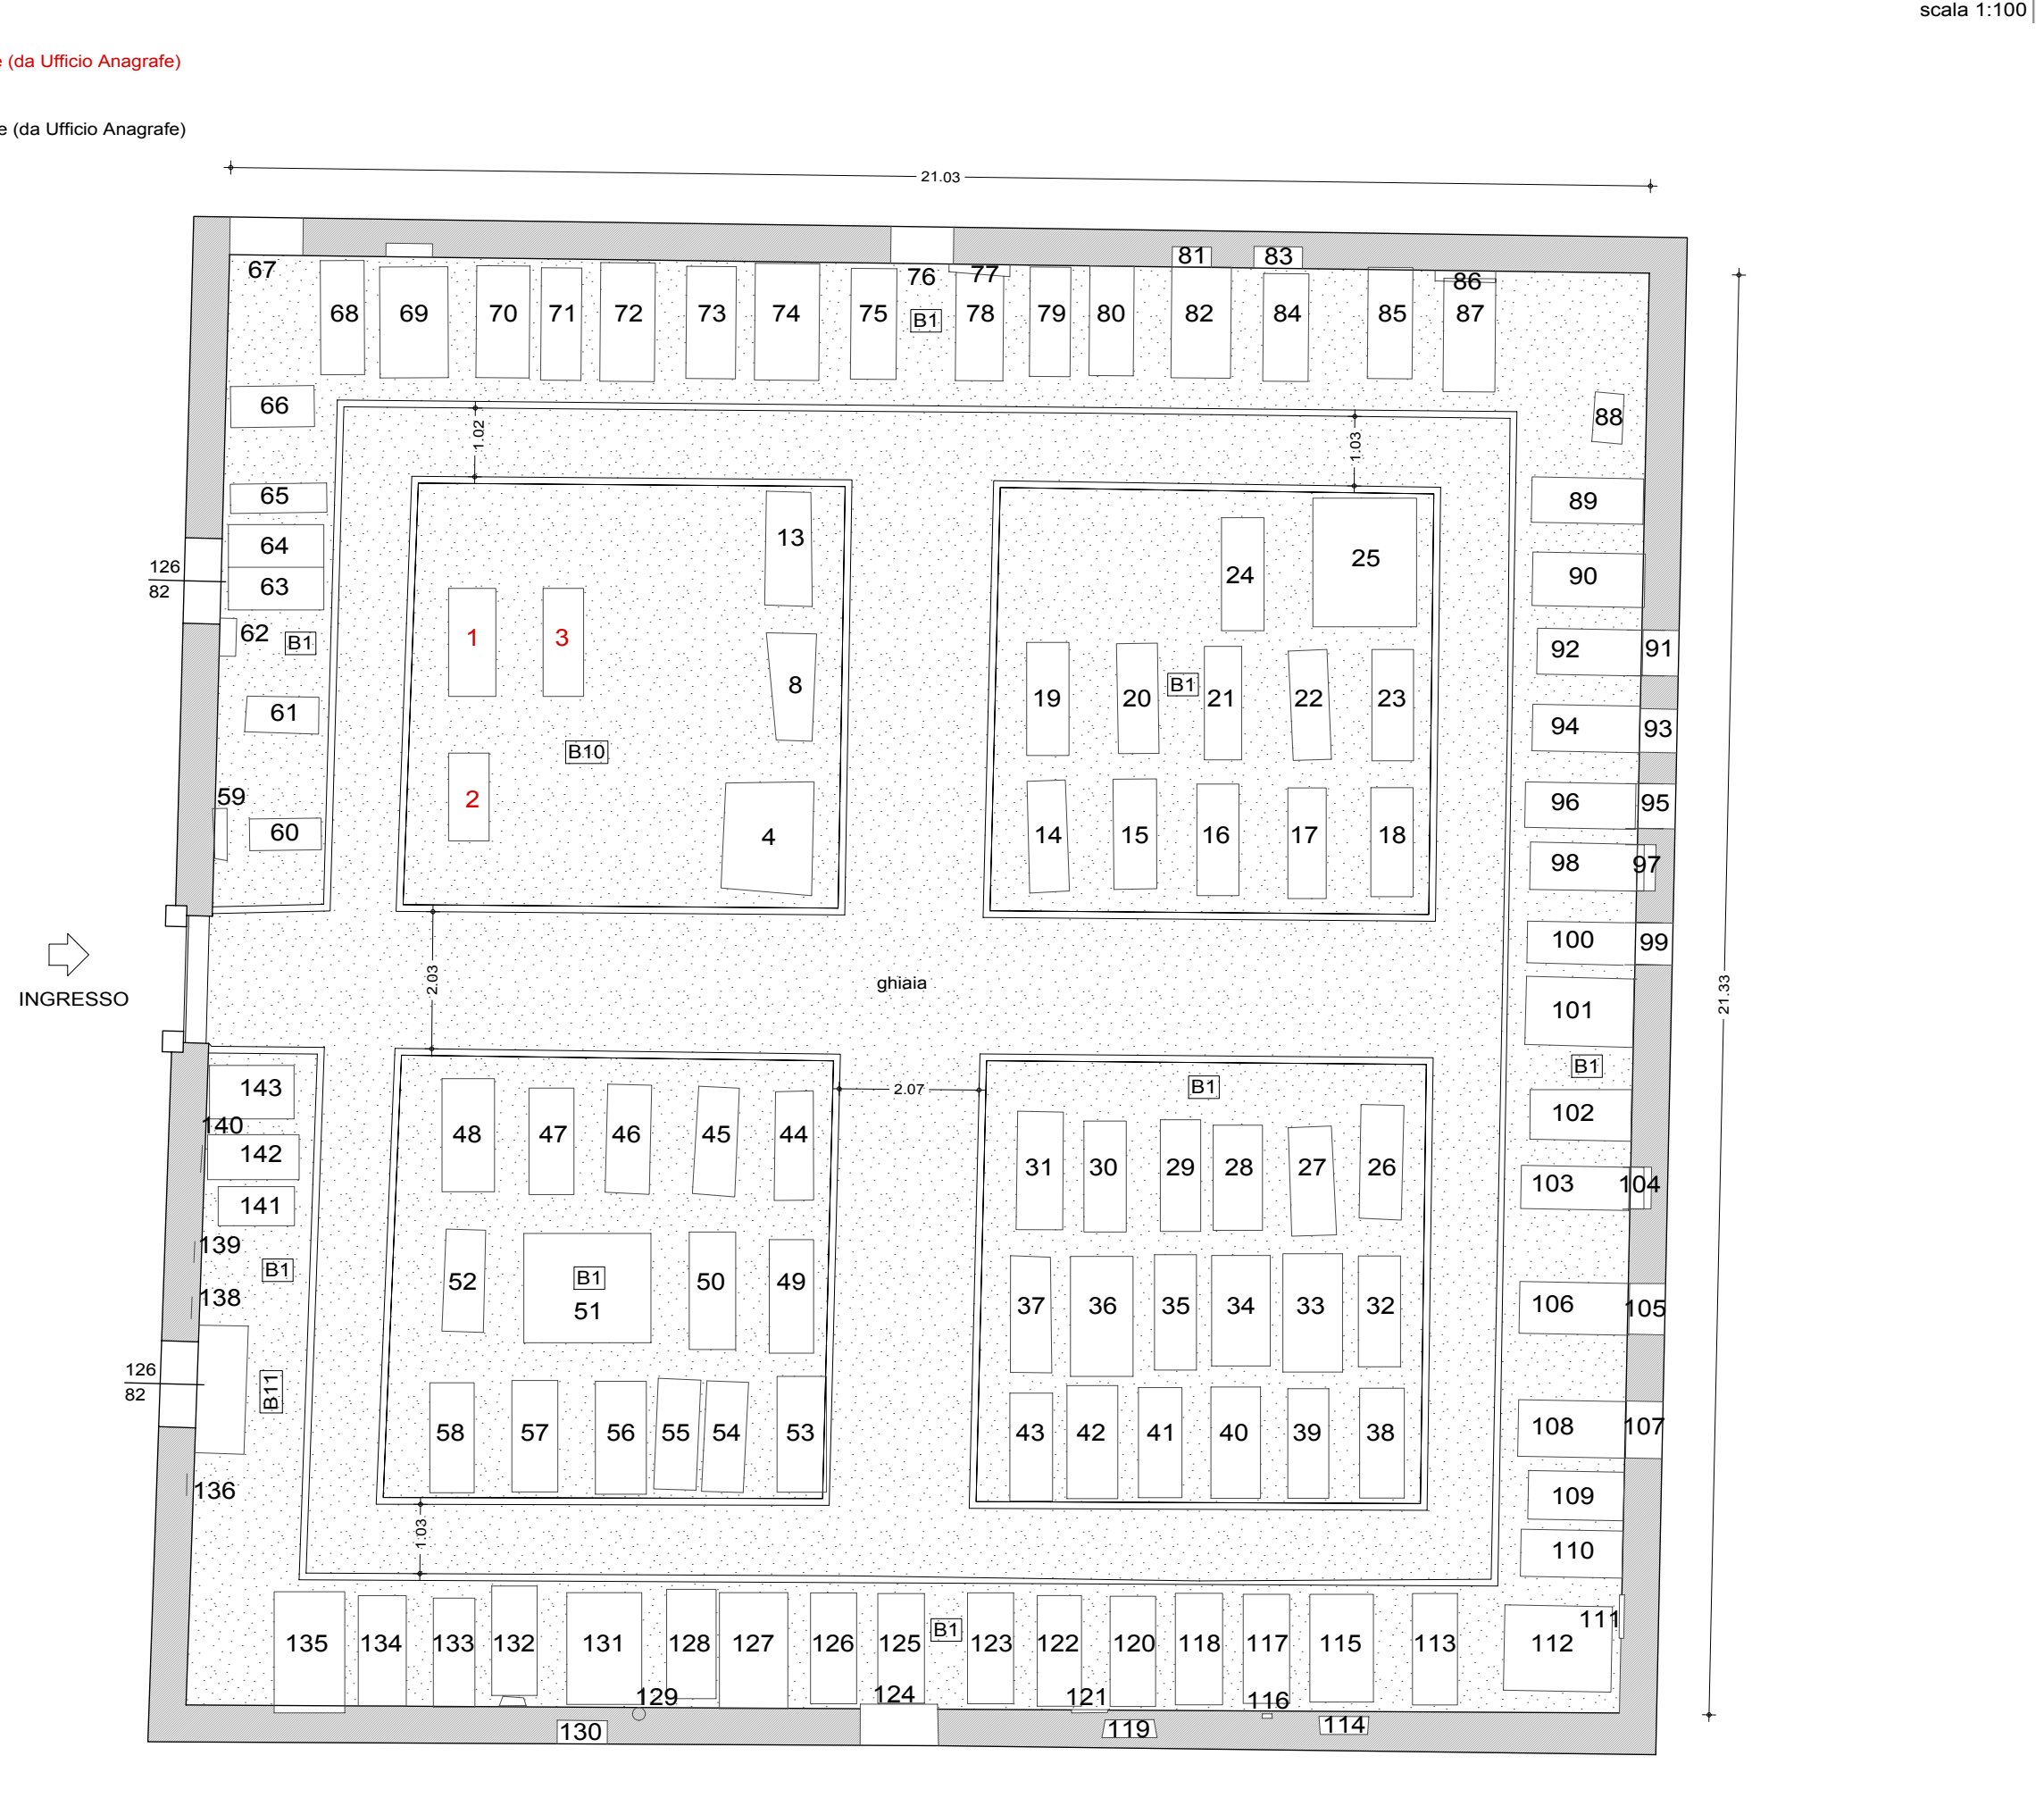 scala 1:100
e (da Ufficio Anagrafe)
e (da Ufficio Anagrafe)
21.03
81 83
67 76 77 86
68 69 70 71 72 73 74 75 B1 78 79 80 82 84 85 87
66 88
1.02 1.03
65 89
64 13 25
126 63 24 90
82
62 B1 1 3 92 91
61 8 19 20 B1 21 22 23 94 93
B10
59 2 96 95
60 4 14 15 16 17 18 98 97
100 99
INGRESSO 2.03 ghiaia 21.33
101
B1
143 2.07 B1 102
140 48 47 46 45 44
142 31 30 29 28 27 26 103 104
141
139
B1 52 B1 50 49
138 51 37 36 35 34 33 32 106 105
126
82 B11
58 57 56 55 54 53 43 42 41 40 39 38 108 107
136 109
1.03 110
111
135 134 133 132 131 128 127 126 125 B1 123 122 120 118 117 115 113 112
129 124 121 116
130 119 114